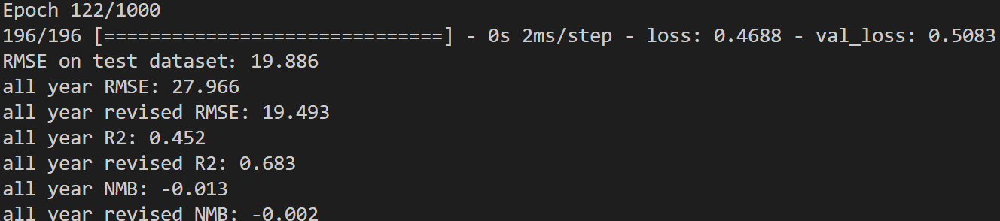 Epoch 122/1000
196/196 [==============================] - 0s 2ms/step - loss: 0.4688 - val_loss: 0.5083
RMSE on test dataset: 19.886
all year RMSE: 27.966
all year revised RMSE: 19.493
all year R2: 0.452
all year revised R2: 0.683
all year NMB: -0.013
all year revised NMB: -0.002